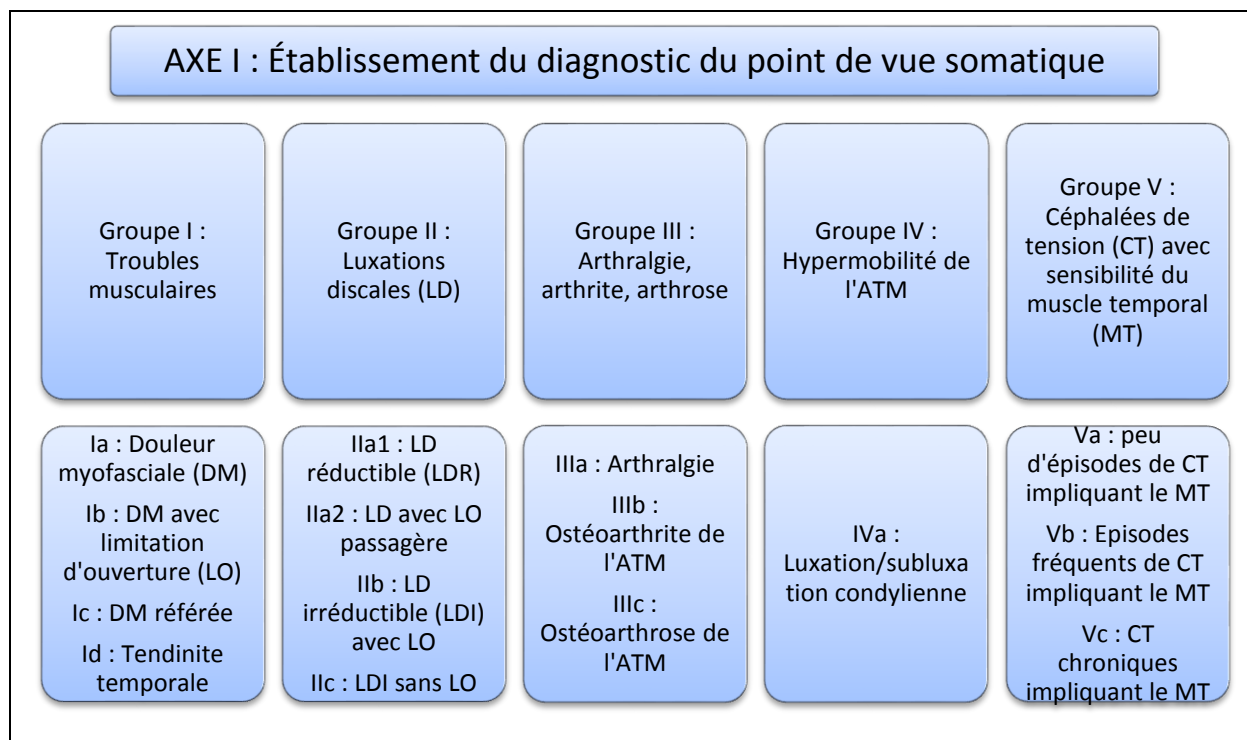 AXE I : Établissement du diagnostic du point de vue somatique
Groupe I :
Troubles
musculaires
Groupe II :
Luxations
discales (LD)
Groupe III :
Arthralgie,
arthrite, arthrose
Groupe IV :
Hypermobilité de
l'ATM
Groupe V :
Céphalées de
tension (CT) avec
sensibilité du
muscle temporal
(MT)
Ia : Douleur
myofasciale (DM)
Ib : DM avec
limitation
d'ouverture (LO)
Ic : DM référée
Id : Tendinite
temporale
IIa1 : LD
réductible (LDR)
IIa2 : LD avec LO
passagère
IIb : LD
irréductible (LDI)
avec LO
IIc : LDI sans LO
IIIa : Arthralgie
IIIb :
Ostéoarthrite de
l'ATM
IIIc :
Ostéoarthrose de
l'ATM
IVa :
Luxation/subluxa
tion condylienne
Va : peu
d'épisodes de CT
impliquant le MT
Vb : Episodes
fréquents de CT
impliquant le MT
Vc : CT
chroniques
impliquant le MT